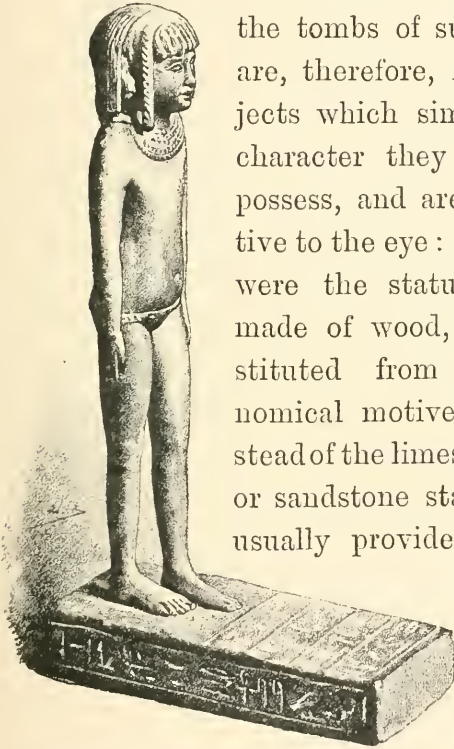 the tombs of su
are, therefore,
jects which sim
character they
possess, and are
tive to the eye :
were the statu
made of wood,
stituted from
nomical motive
stead of the limes
or sandstone sta
usually provide